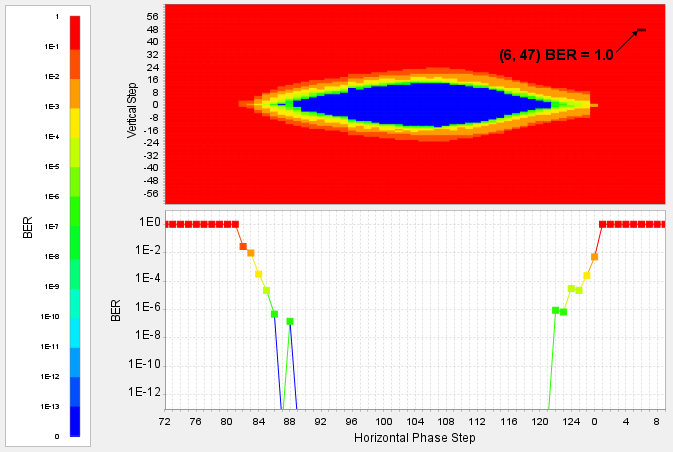 1
1E-1
1E-2
1E-3
1E-4
1E-5
1E-6
1E-7
1E-8
1E-9
1E-10
1E-11
1E-12
1E-13
0
BER
56
48
40
32
24
16
8
0
-8
-16
-24
-32
-40
-48
-56
Vertical Step
(6, 47) BER = 1.0
1E0
1E-2
1E-4
1E-6
1E-8
1E-10
1E-12
BER
72 76 80 84 88 92 96 100 104 108 112 116 120 124 0 4 8
Horizontal Phase Step